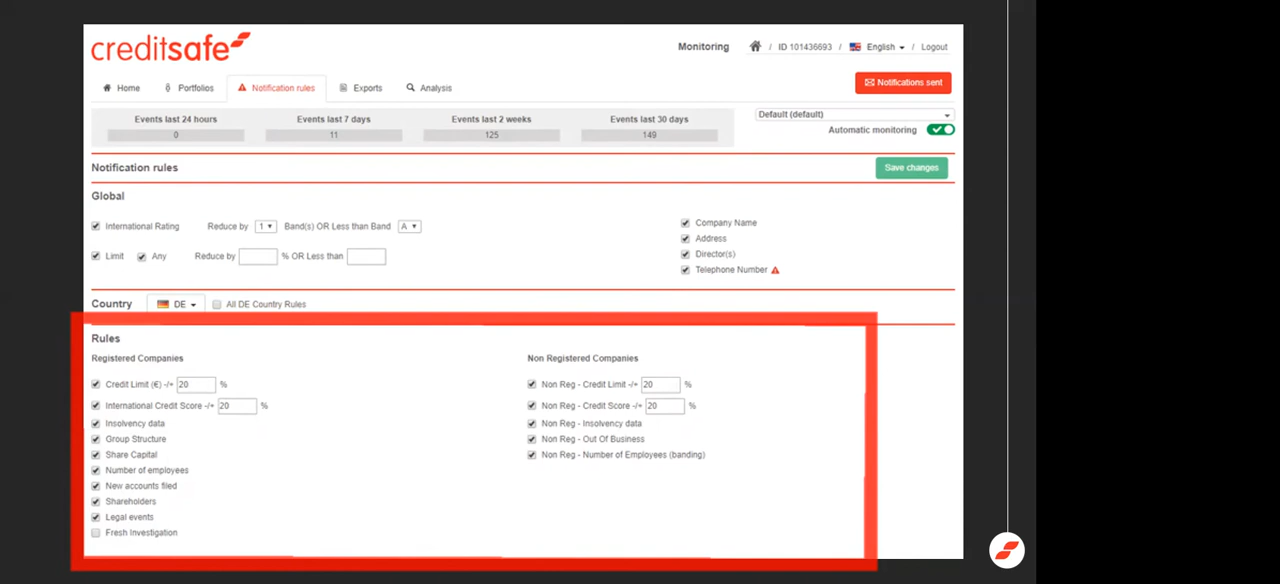 creditsafe
Monitoring / ID 101436693 / English / Logout
Home Portfolios Notification rules Exports Analysis
Notifications sent
Events last 24 hours Events last 7 days Events last 2 weeks Events last 30 days
0 11 125 149
Default (default)
Automatic monitoring
Notification rules
Save changes
Global
International Rating Reduce by 1 Band(s) OR Less than Band A
Limit Any Reduce by % OR Less than
Company Name
Address
Director(s)
Telephone Number
Country DE All DE Country Rules
Rules
Registered Companies
Credit Limit (€) -/+ 20 %
International Credit Score -/+ 20 %
Insolvency data
Group Structure
Share Capital
Number of employees
New accounts filed
Shareholders
Legal events
Fresh Investigation
Non Registered Companies
Non Reg - Credit Limit -/+ 20 %
Non Reg - Credit Score -/+ 20 %
Non Reg - Insolvency data
Non Reg - Out Of Business
Non Reg - Number of Employees (banding)